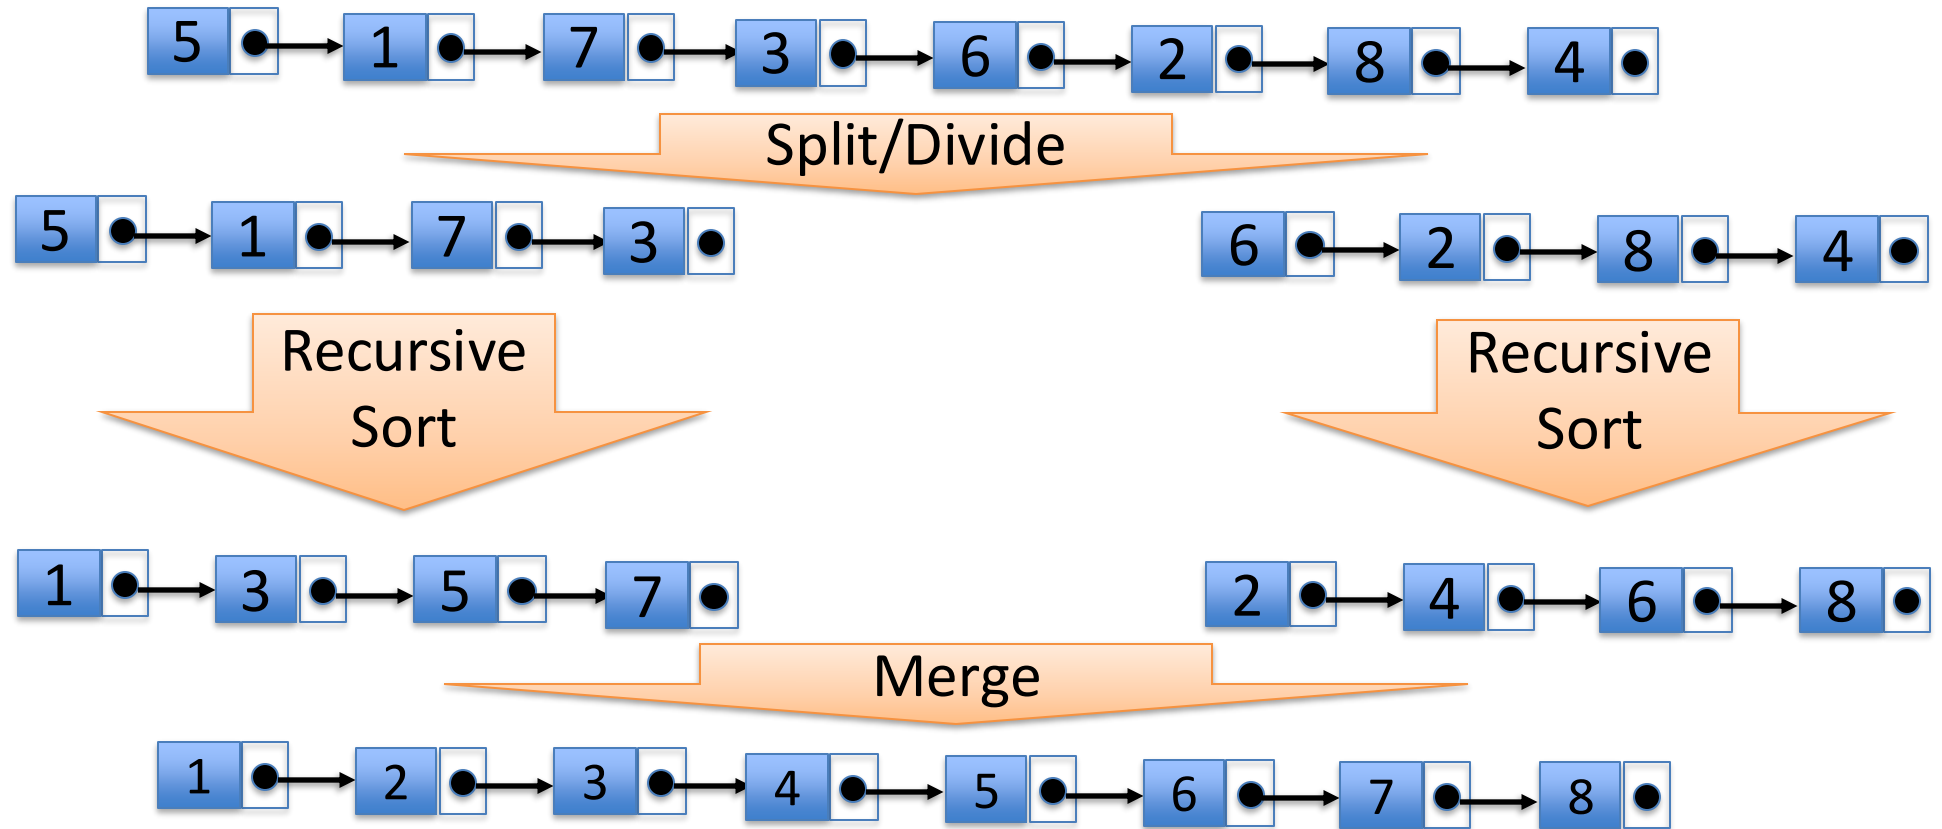 5 1 7 3 6 2 8 4
Split/Divide
5 1 7 3
6 2 8 4
Recursive
Sort
Recursive
Sort
1 3 5 7
2 4 6 8
Merge
1 2 3 4 5 6 7 8